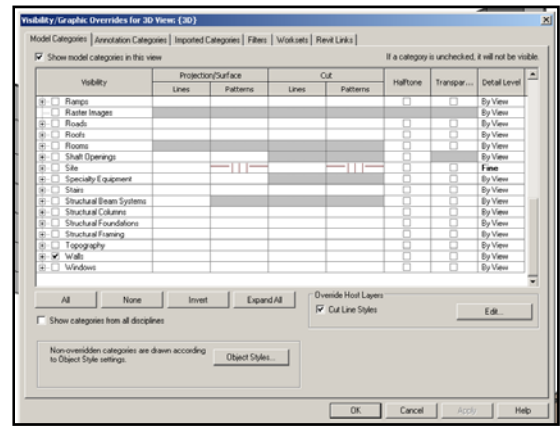 Visibility/Graphic Overrides for 3D View: {3D}
Model Categories Annotation Categories Imported Categories Filters Worksets Revit Links
Show model categories in this view If a category is unchecked, it will not be visible.
Visibility Projection/Surface Cut Halftone Transpar... Detail Level
Lines Patterns Lines Patterns
Ramps By View
Raster Images By View
Roads By View
Roofs By View
Rooms By View
Shaft Openings By View
Site Fine
Specialty Equipment By View
Stairs By View
Structural Beam Systems By View
Structural Columns By View
Structural Foundations By View
Structural Framing By View
Topography By View
Walls By View
Windows By View
All None Invert Expand All
Override Host Layers
Cut Line Styles Edit...
Show categories from all disciplines
Non-overridden categories are drawn according
to Object Style settings.
Object Styles...
OK Cancel Apply Help